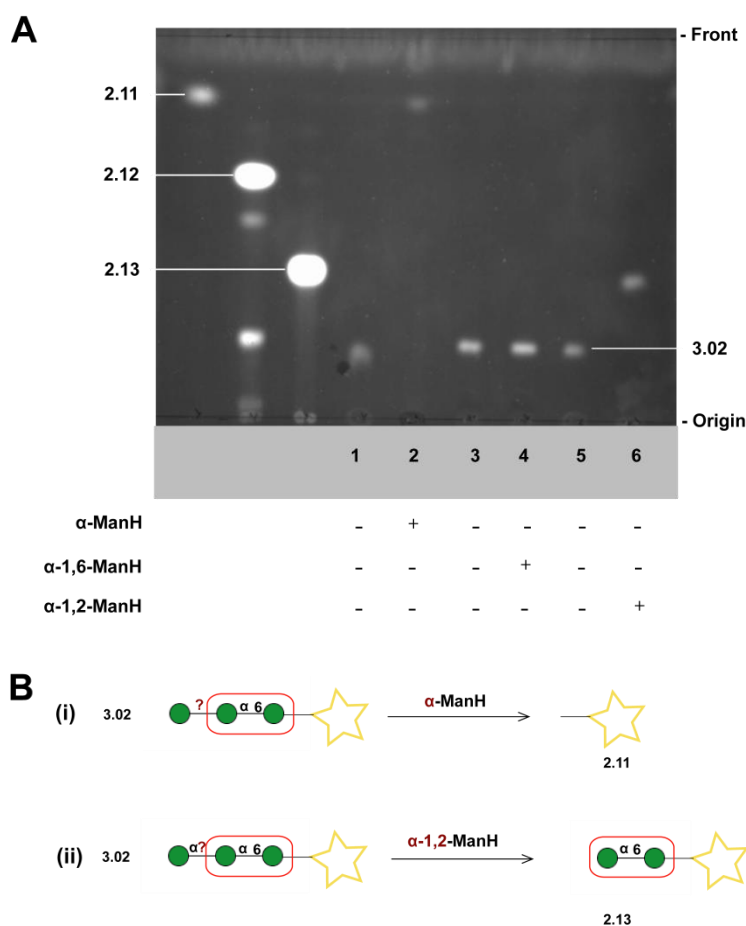 A
- Front
2.11
2.12
2.13
3.02
- Origin
1 2 3 4 5 6
α-ManH - + - - - -
α-1,6-ManH - - - + - -
α-1,2-ManH - - - - - +
B
(i) 3.02 ? α 6 α-ManH
2.11
(ii) 3.02 α? α 6 α-1,2-ManH α 6
2.13